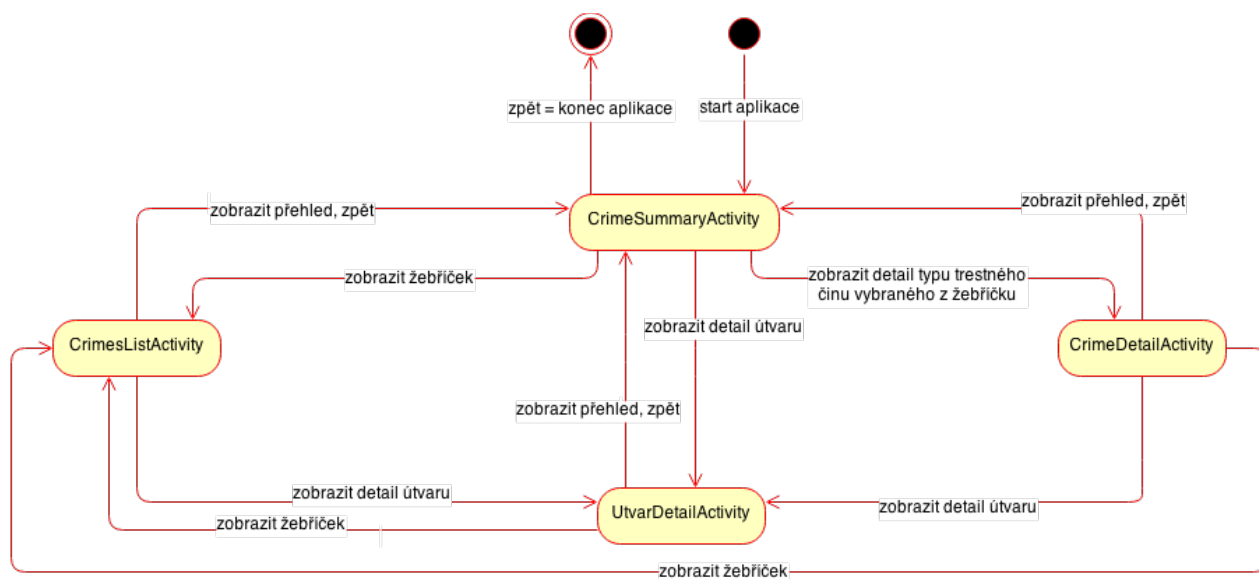 zpět = konec aplikace
start aplikace
zobrazit přehled, zpět
CrimeSummaryActivity
zobrazit přehled, zpět
zobrazit žebříček
zobrazit detail typu trestného
činu vybraného z žebříčku
zobrazit detail útvaru
CrimesListActivity
CrimeDetailActivity
zobrazit přehled, zpět
zobrazit detail útvaru
zobrazit detail útvaru
UtvarDetailActivity
zobrazit žebříček
zobrazit žebříček